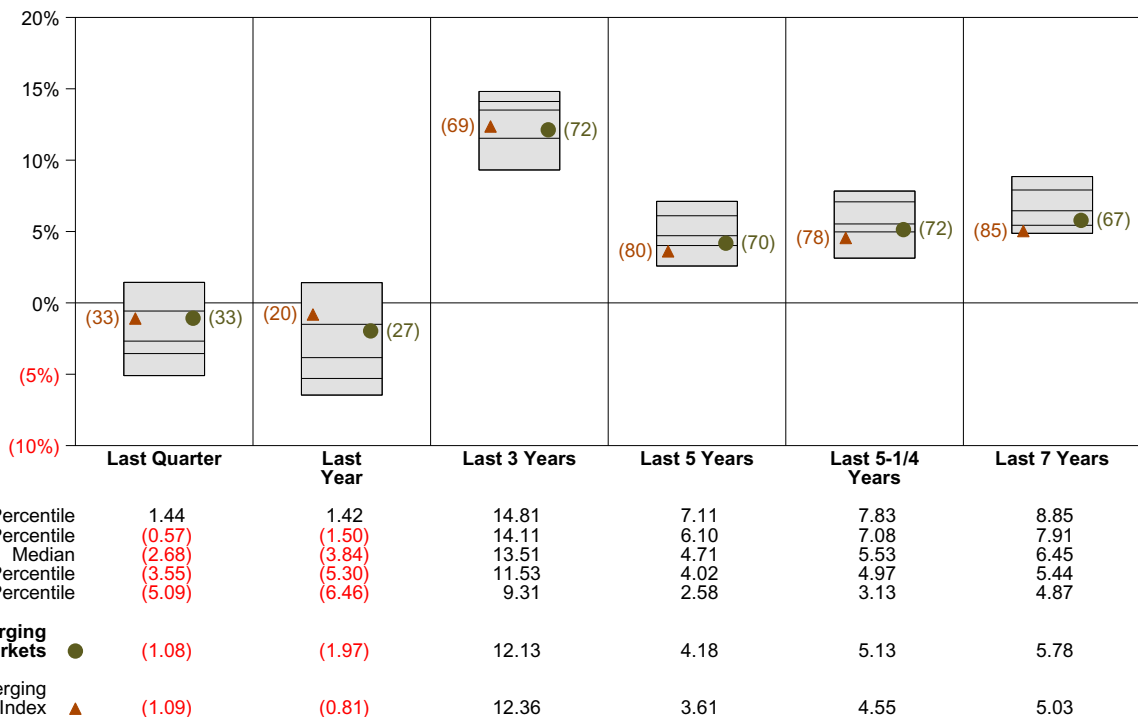 20%
15%
10%
5%
0%
(5%)
(10%)
(33) (33)
(20) (27)
(69) (72)
(80) (70)
(78) (72)
(85) (67)
Last Quarter Last Year Last 3 Years Last 5 Years Last 5-1/4 Years Last 7 Years
Percentile 1.44 1.42 14.81 7.11 7.83 8.85
Percentile (0.57) (1.50) 14.11 6.10 7.08 7.91
Median (2.68) (3.84) 13.51 4.71 5.53 6.45
Percentile (3.55) (5.30) 11.53 4.02 4.97 5.44
Percentile (5.09) (6.46) 9.31 2.58 3.13 4.87
erging
rkets (1.08) (1.97) 12.13 4.18 5.13 5.78
erging
Index (1.09) (0.81) 12.36 3.61 4.55 5.03